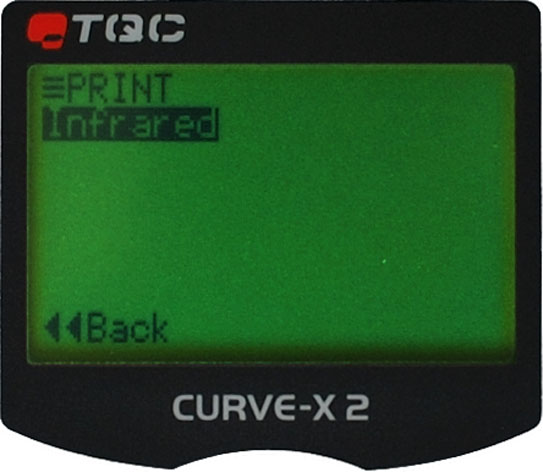 TQC
≡PRINT
Infrared
◀◀Back
CURVE-X 2